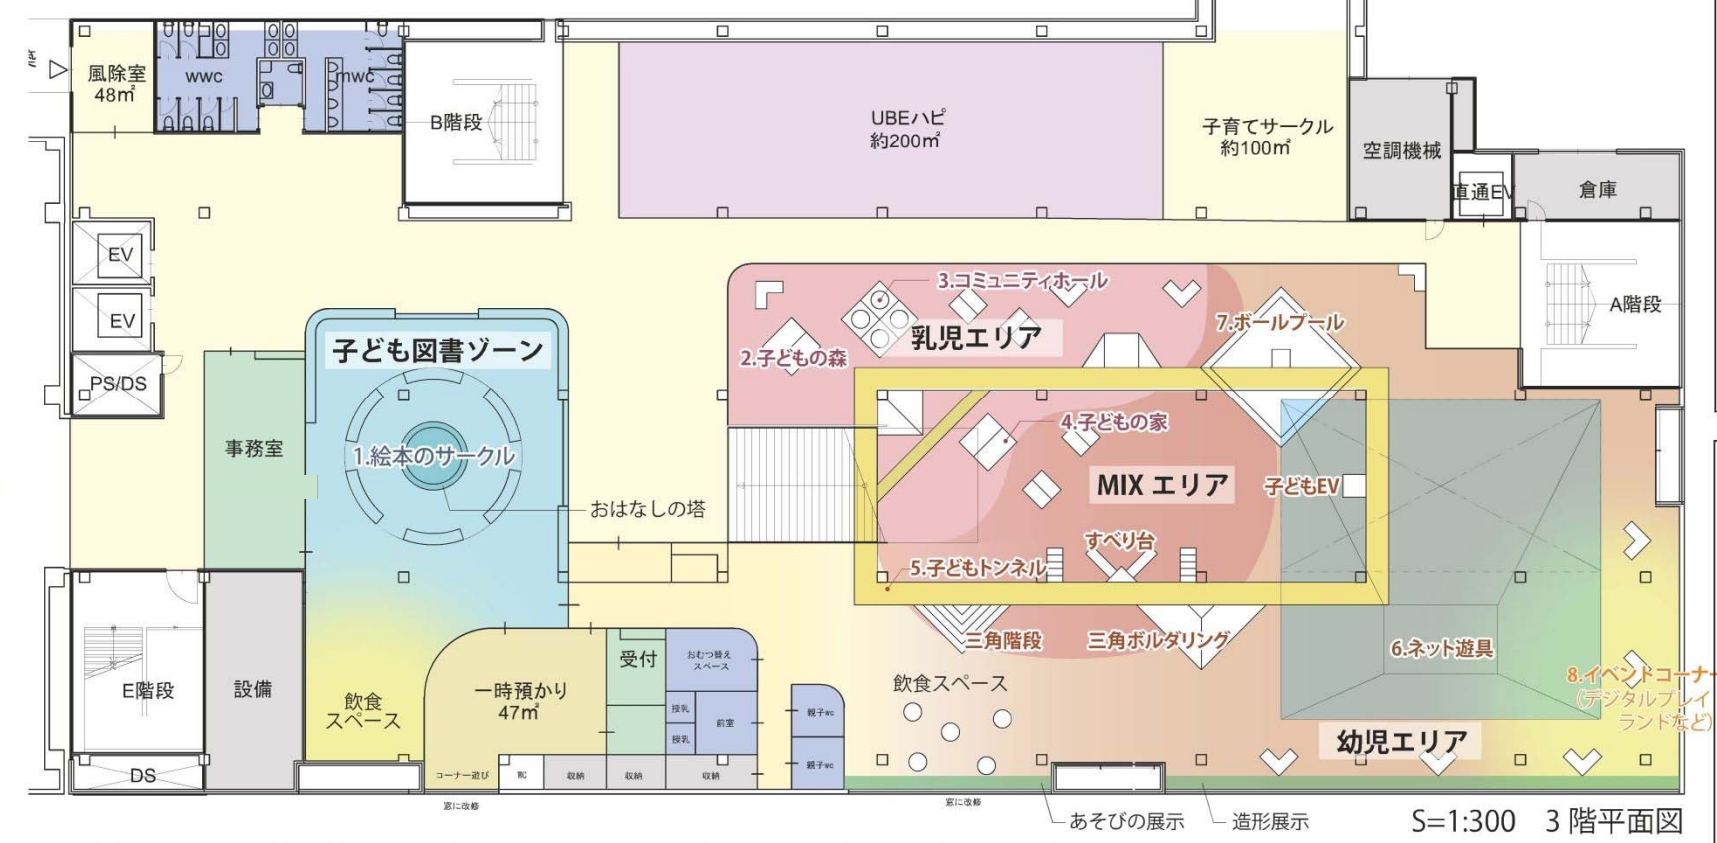 風除室
48㎡
wwc
mwc
B階段
UBEハピ
約200㎡
子育てサークル
約100㎡
空調機械
直通EV
倉庫
EV
EV
PS/DS
A階段
子ども図書ゾーン
3.コミュニティホール
乳児エリア
2.子どもの森
7.ボールプール
事務室
1.絵本のサークル
おはなしの塔
4.子どもの家
MIX エリア
子どもEV
すべり台
5.子どもトンネル
三角階段
三角ボルダリング
6.ネット遊具
8.イベントコーナー
(デジタルプレイ
ランドなど)
E階段
設備
飲食
スペース
一時預かり
47㎡
受付
おむつ替え
スペース
授乳
授乳
前室
親子wc
親子wc
飲食スペース
幼児エリア
DS
コーナー遊び
WC
収納
収納
収納
窓に改修
窓に改修
あそびの展示
造形展示
S=1:300 3 階平面図